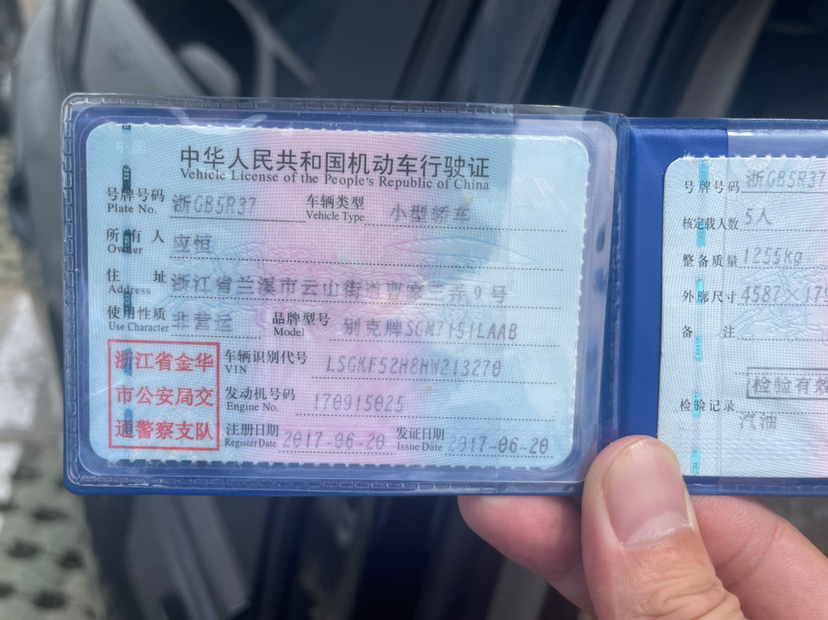 中华人民共和国机动车行驶证
Vehicle License of the People's Republic of China
号牌号码 浙GB5R37 车辆类型 小型轿车
Plate No. Vehicle Type
所有人 应恒
Owner
住址 浙江省兰溪市云山街道曹家三弄9号
Address
使用性质 非营运 品牌型号 别克牌SGM7151LAAB
Use Character Model
浙江省金华
市公安局交
通警察支队
车辆识别代号 LSGKF52H8HW213270
VIN
发动机号码 170915025
Engine No.
注册日期 2017-06-20 发证日期 2017-06-20
Register Date Issue Date
号牌号码 浙GB5R37
核定载人数 5人
整备质量 1255kg
外廓尺寸 4587×179
备注
检验有效
检验记录
汽油